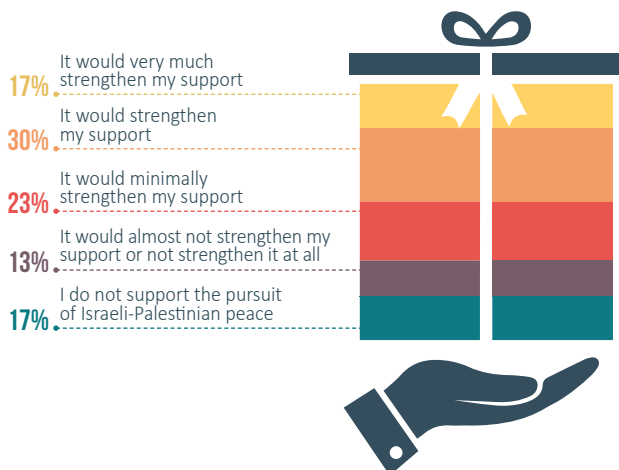 It would very much
strengthen my support
17%
It would strengthen
my support
30%
It would minimally
strengthen my support
23%
It would almost not strengthen my
support or not strengthen it at all
13%
I do not support the pursuit
of Israeli-Palestinian peace
17%